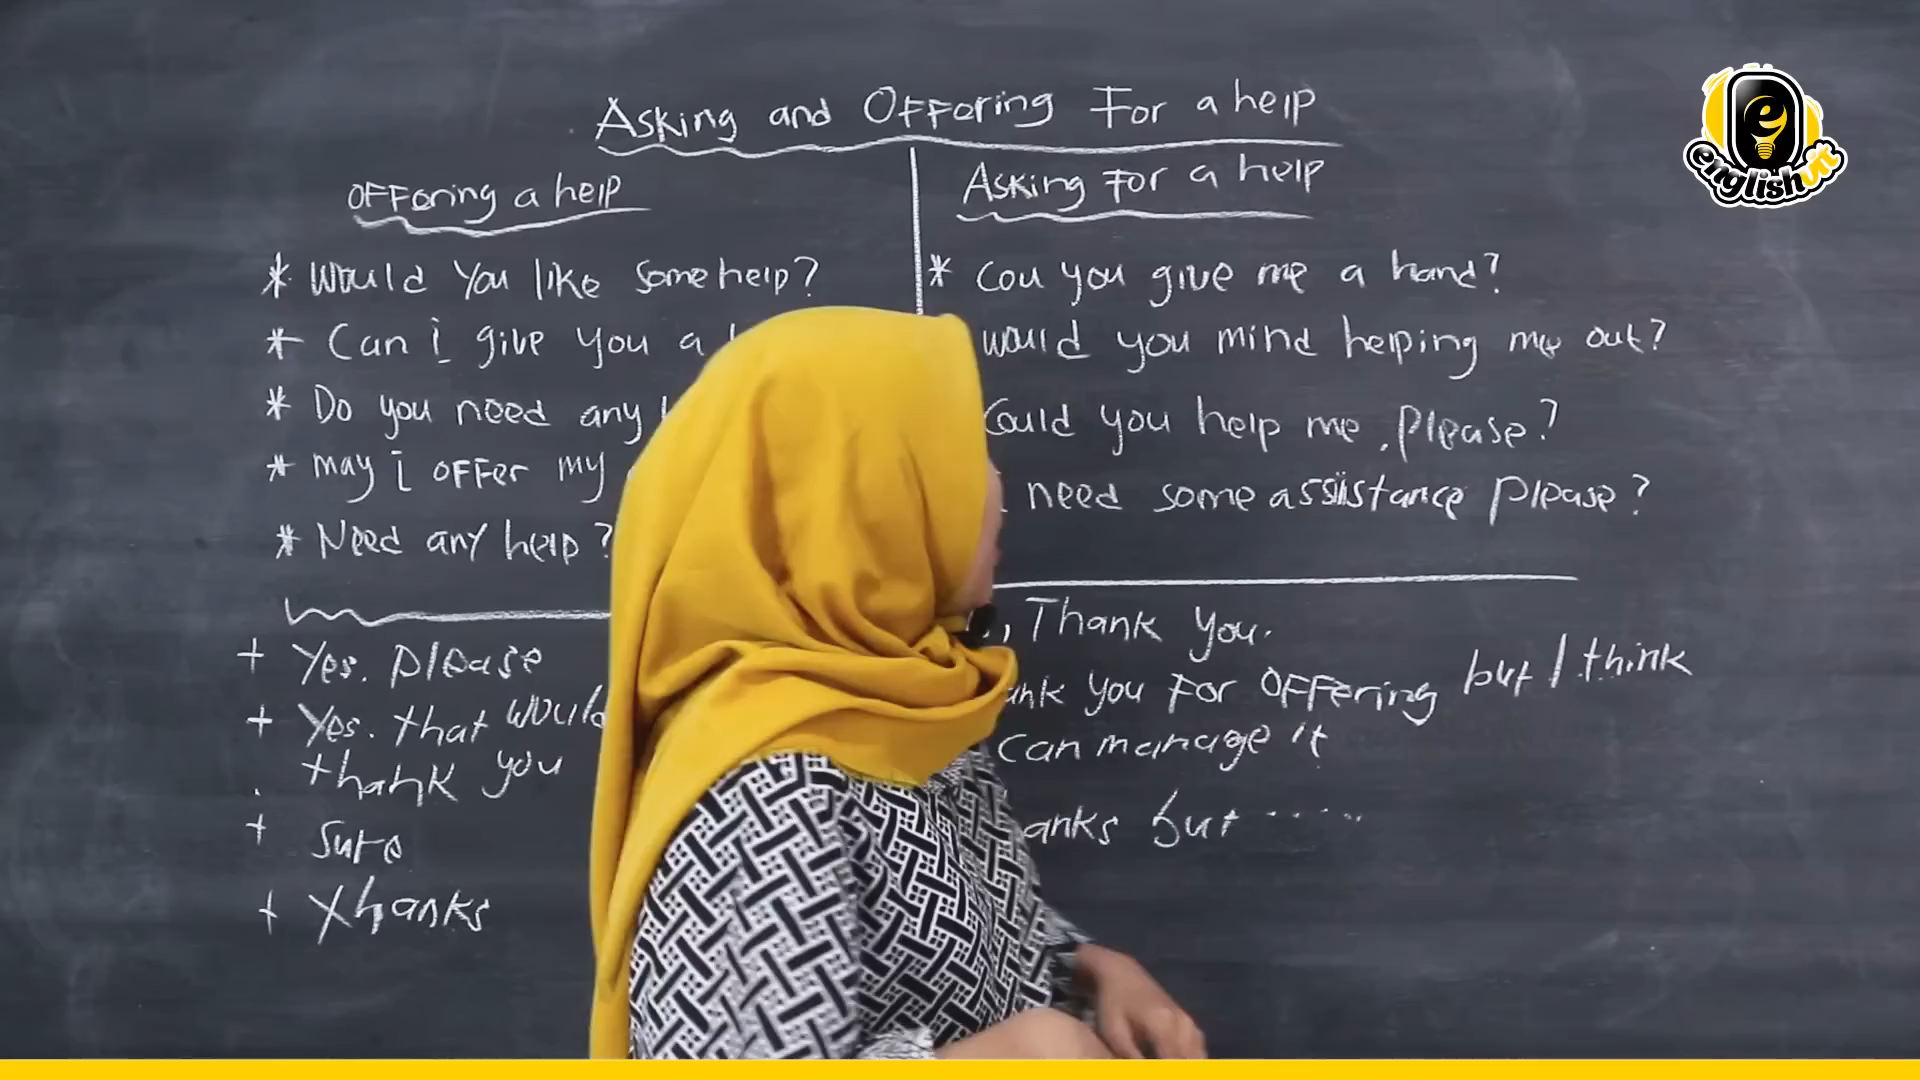 Asking and Offering For a help
Offering a help
* Would You like some help?
* Can i give you a
* Do you need any
* may i offer my
* Need any help?
+ Yes. please
+ Yes. that would
thank you
+ Sure
+ Thanks
Asking For a help
* Cou you give me a hand?
would you mind helping me out?
Could you help me, please?
need some assistance please?
, Thank you.
you For Offering but I think
can manage it
but .....
englishvit